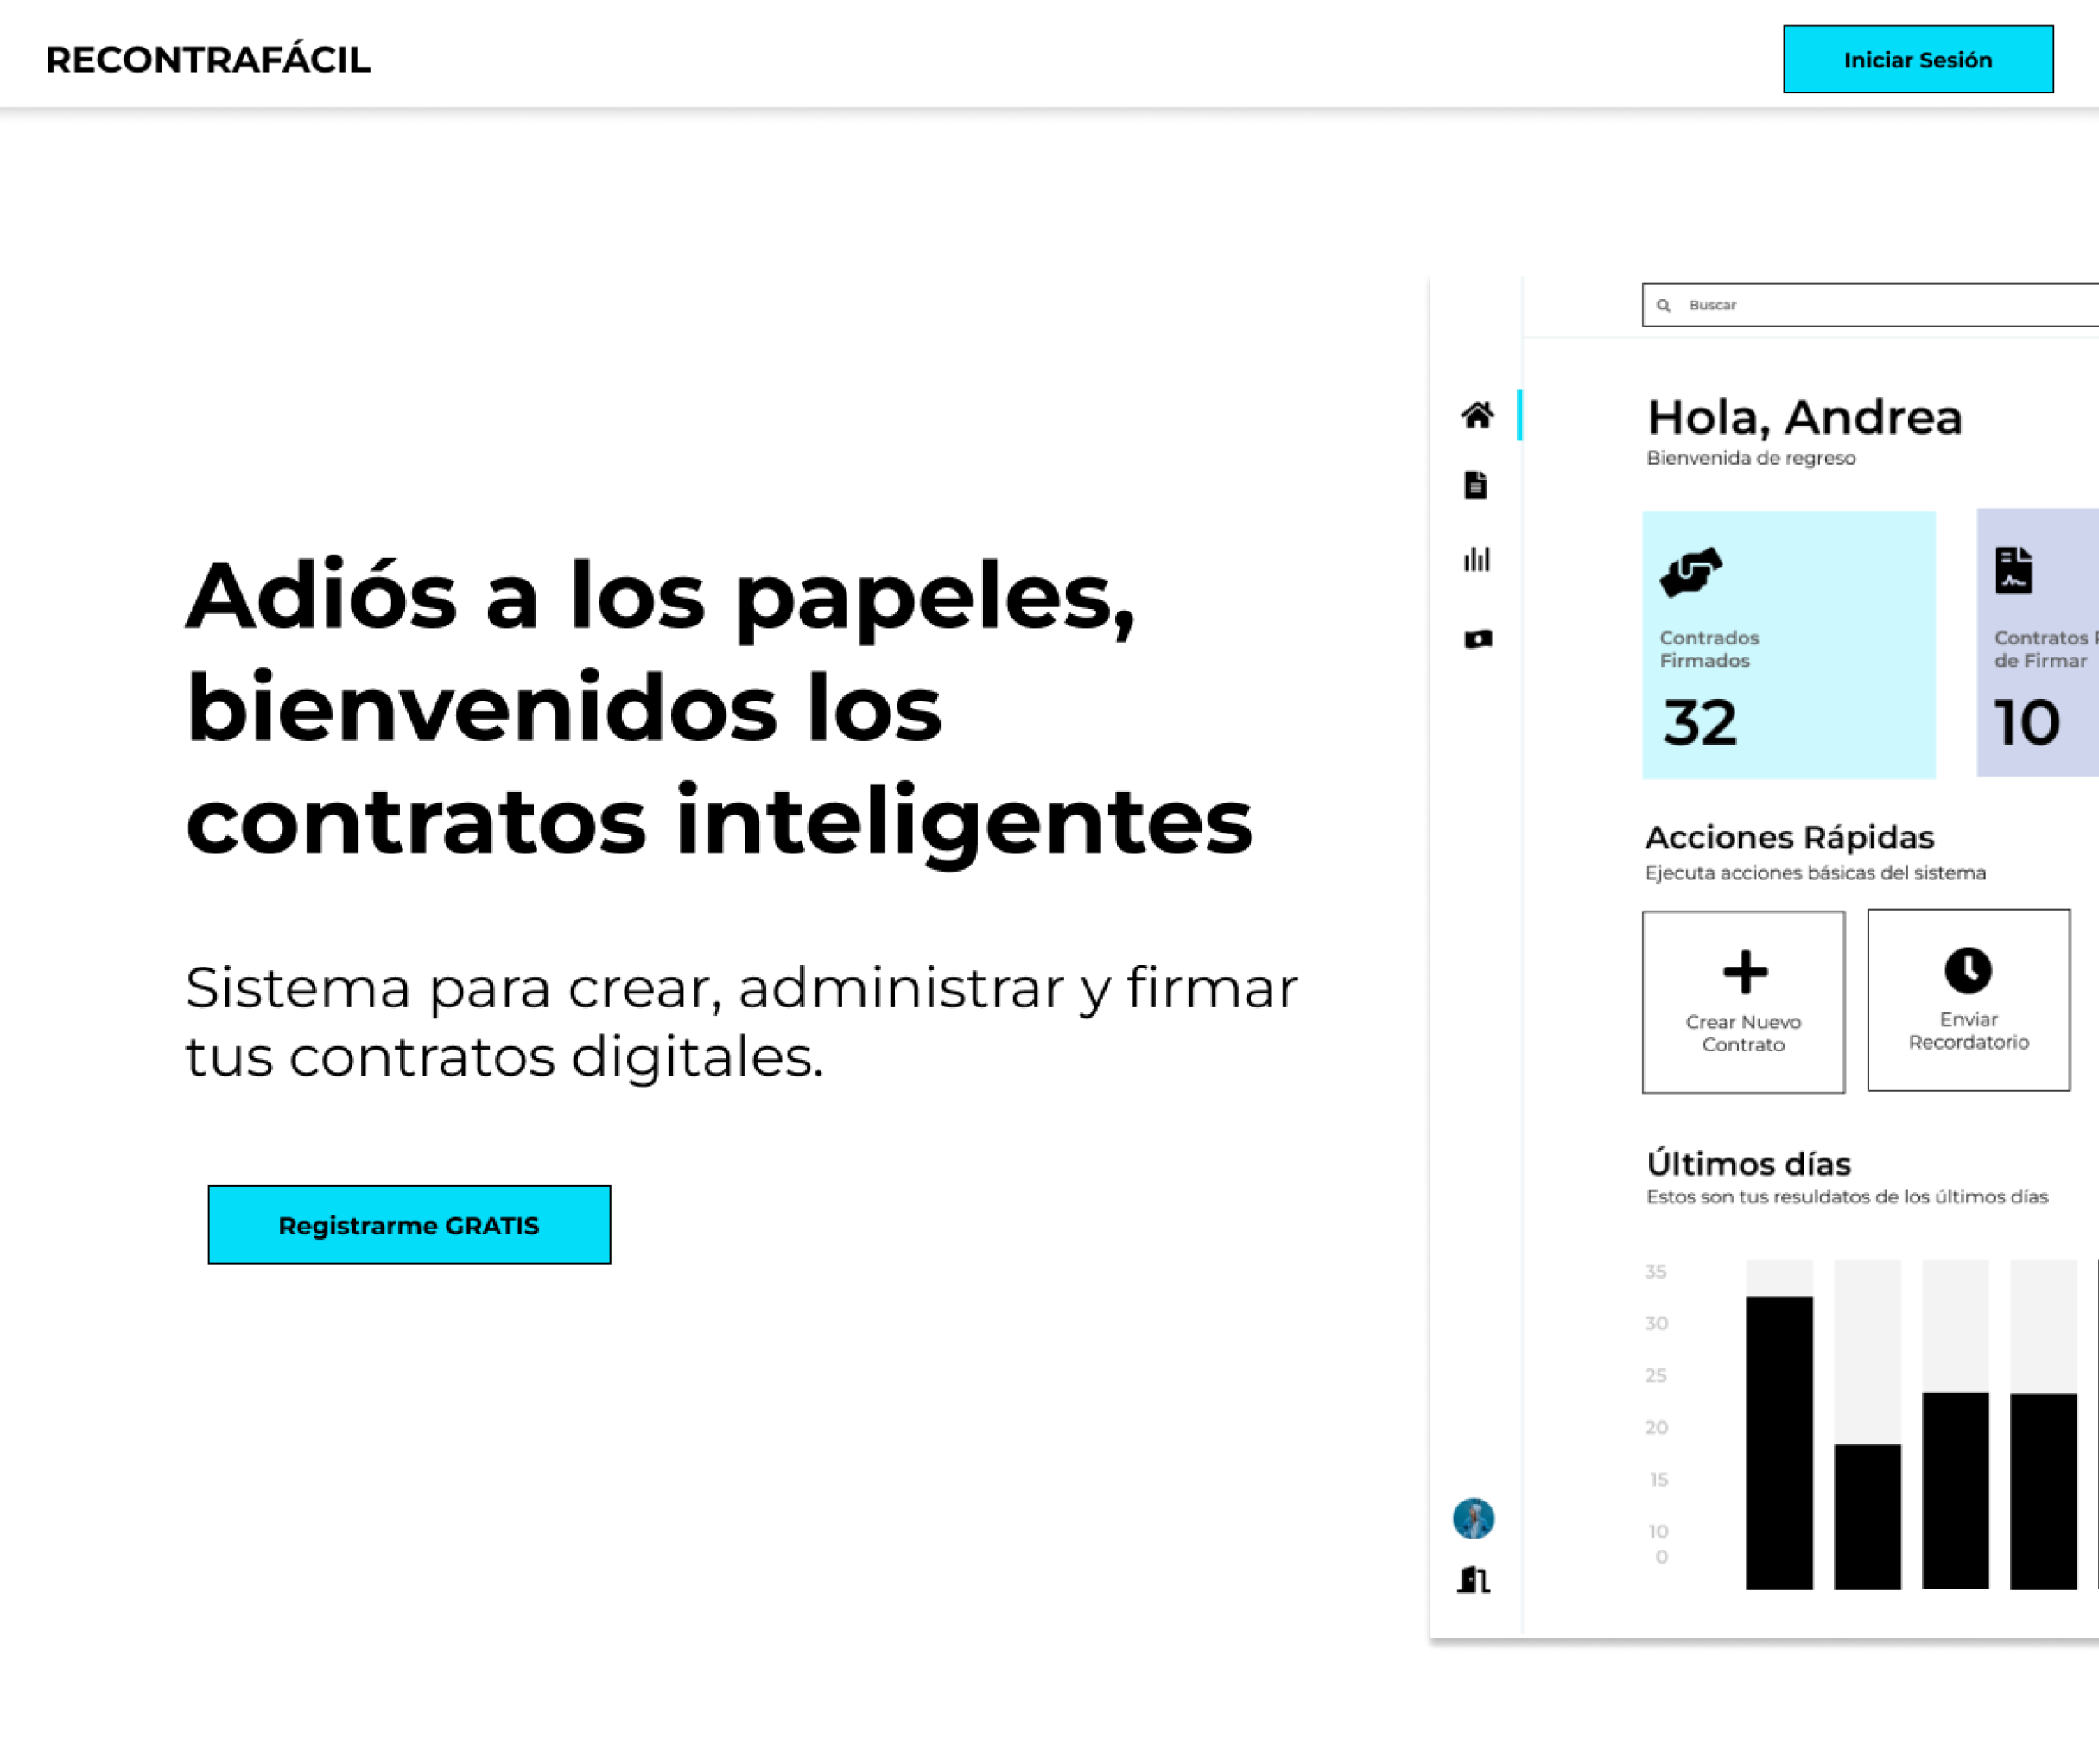 RECONTRAFÁCIL
Iniciar Sesión
Adiós a los papeles,
bienvenidos los
contratos inteligentes
Sistema para crear, administrar y firmar
tus contratos digitales.
Registrarme GRATIS
Buscar
Hola, Andrea
Bienvenida de regreso
Contrados
Firmados
32
Contratos
de Firmar
10
Acciones Rápidas
Ejecuta acciones básicas del sistema
Crear Nuevo
Contrato
Enviar
Recordatorio
Últimos días
Estos son tus resuldatos de los últimos días
35
30
25
20
15
10
0